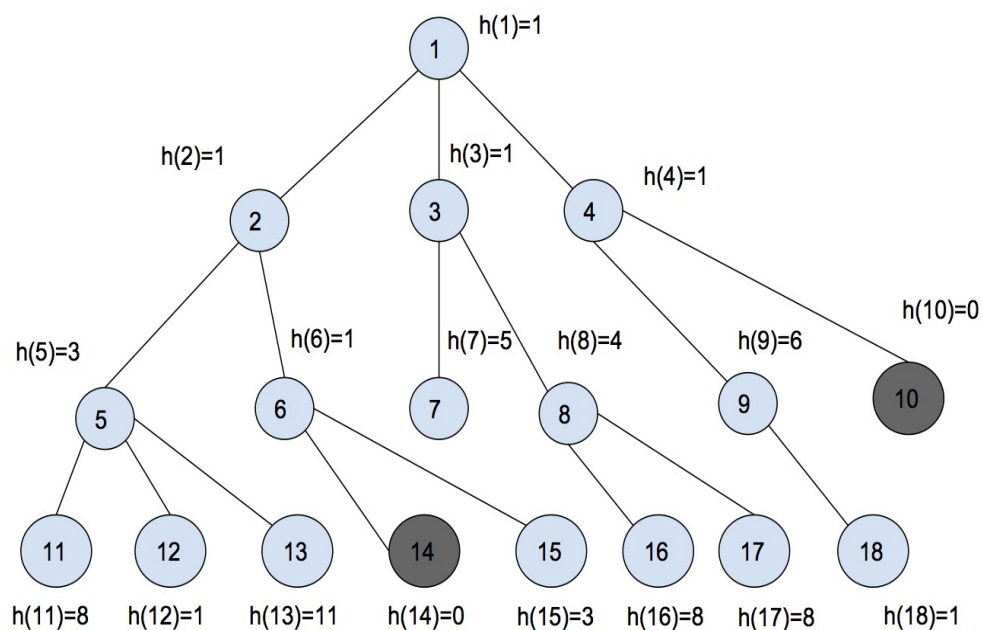 h(1)=1
1
h(2)=1
h(3)=1
h(4)=1
2
3
4
h(5)=3
h(6)=1
h(7)=5
h(8)=4
h(9)=6
h(10)=0
5
6
7
8
9
10
11
12
13
14
15
16
17
18
h(11)=8
h(12)=1
h(13)=11
h(14)=0
h(15)=3
h(16)=8
h(17)=8
h(18)=1